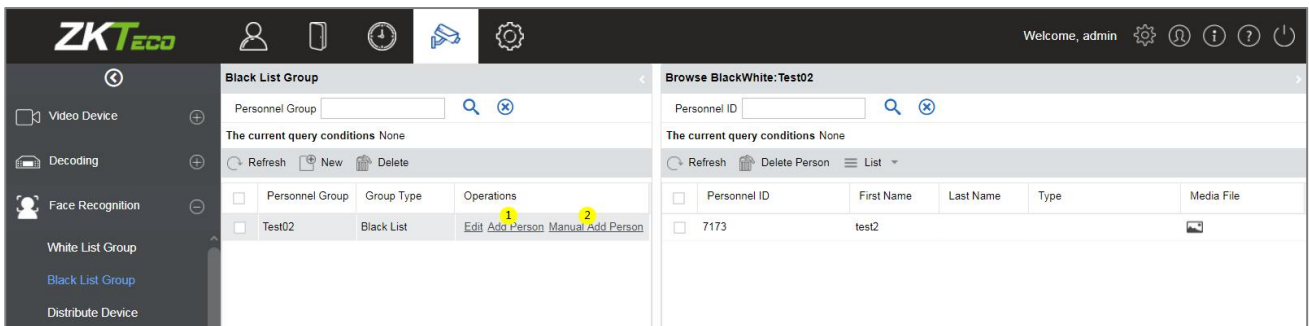 ZKTECO
Welcome, admin
Video Device
Decoding
Face Recognition
White List Group
Black List Group
Distribute Device
Black List Group
Personnel Group
The current query conditions None
Refresh New Delete
Personnel Group Group Type Operations
1 2
Test02 Black List Edit Add Person Manual Add Person
Browse BlackWhite:Test02
Personnel ID
The current query conditions None
Refresh Delete Person List
Personnel ID First Name Last Name Type Media File
7173 test2